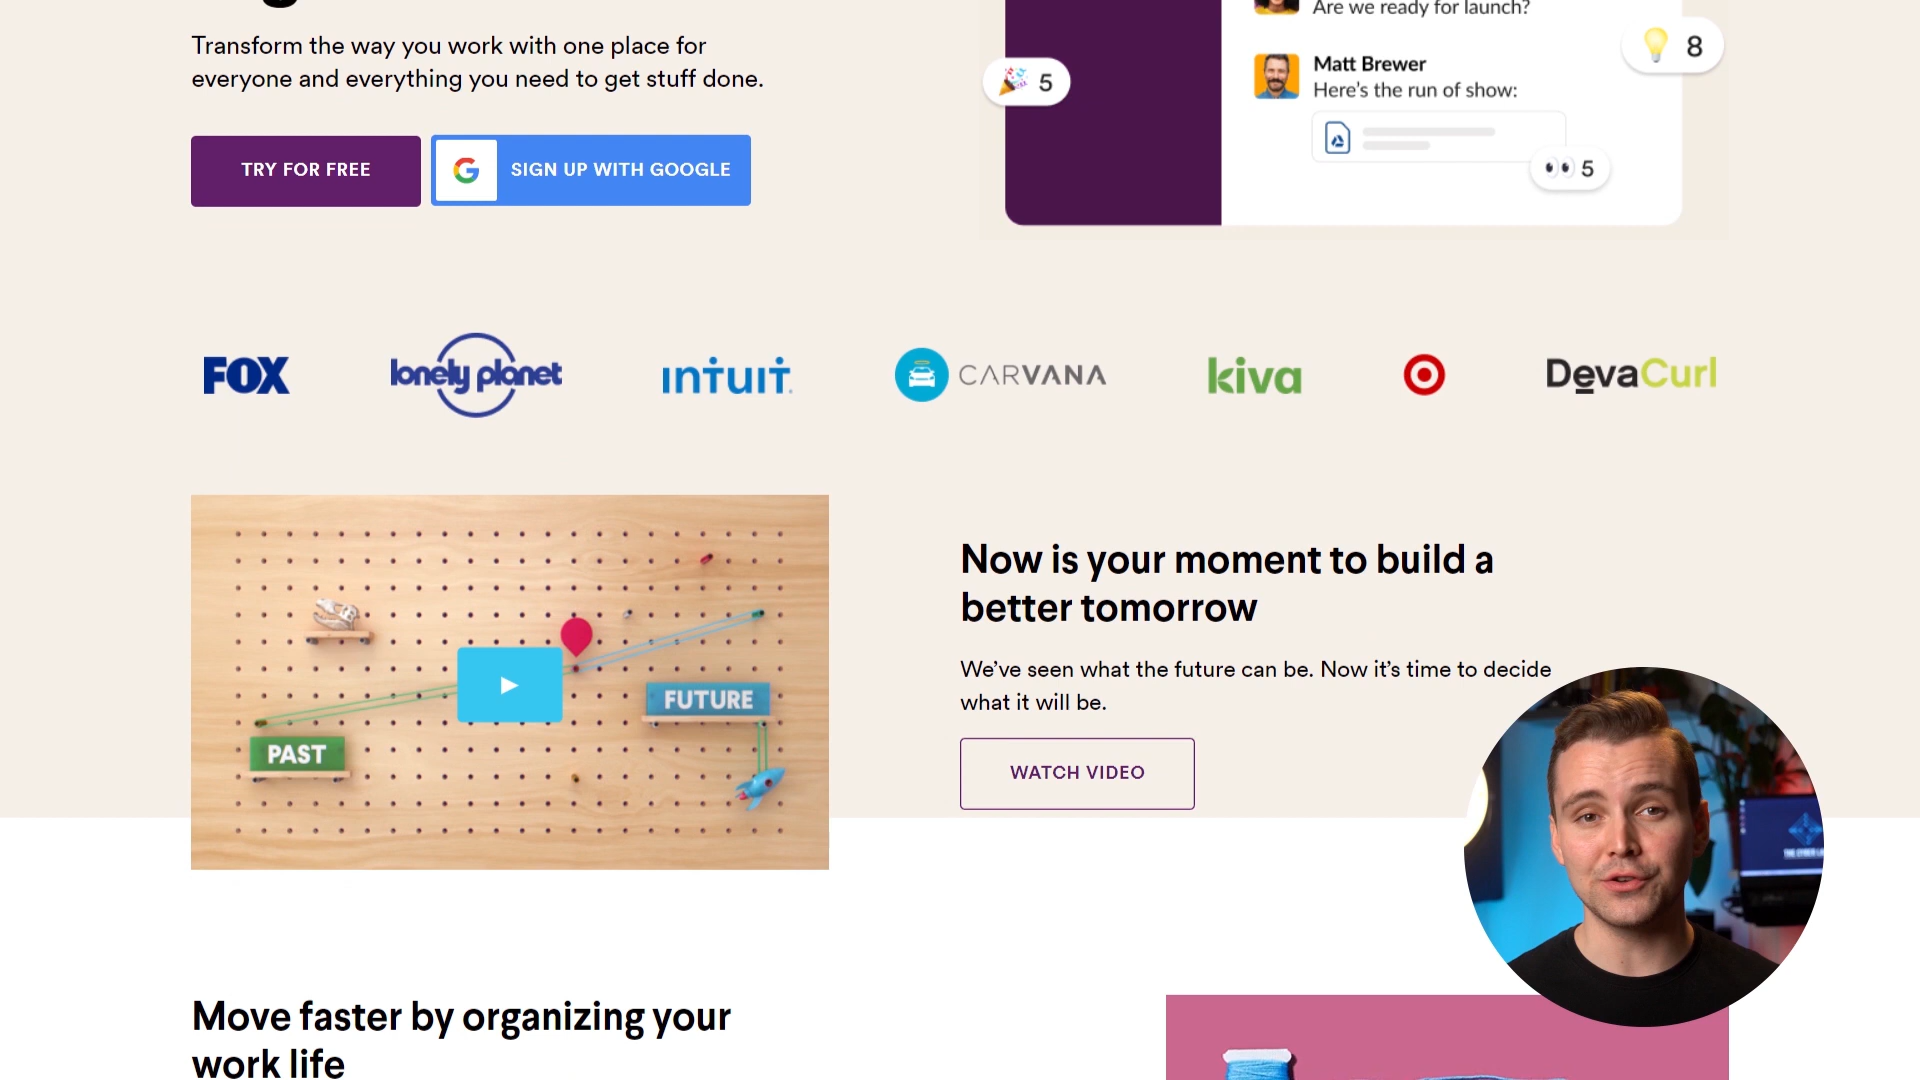 Transform the way you work with one place for
everyone and everything you need to get stuff done.
TRY FOR FREE
SIGN UP WITH GOOGLE
Are we ready for launch?
8
Matt Brewer
5
Here's the run of show:
5
FOX
lonely planet
intuit
CARVANA
kiva
DevaCurl
PAST
FUTURE
Now is your moment to build a
better tomorrow
We've seen what the future can be. Now it's time to decide
what it will be.
WATCH VIDEO
Move faster by organizing your
work life